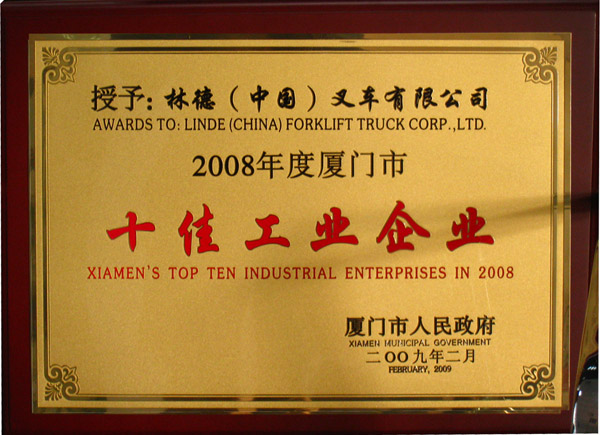 授予：林德（中国）叉车有限公司
AWARDS TO: LINDE (CHINA) FORKLIFT TRUCK CORP.,LTD.
2008年度厦门市
十佳工业企业
XIAMEN'S TOP TEN INDUSTRIAL ENTERPRISES IN 2008
厦门市人民政府
XIAMEN MUNICIPAL GOVERNMENT
二OO九年二月
FEBRUARY, 2009